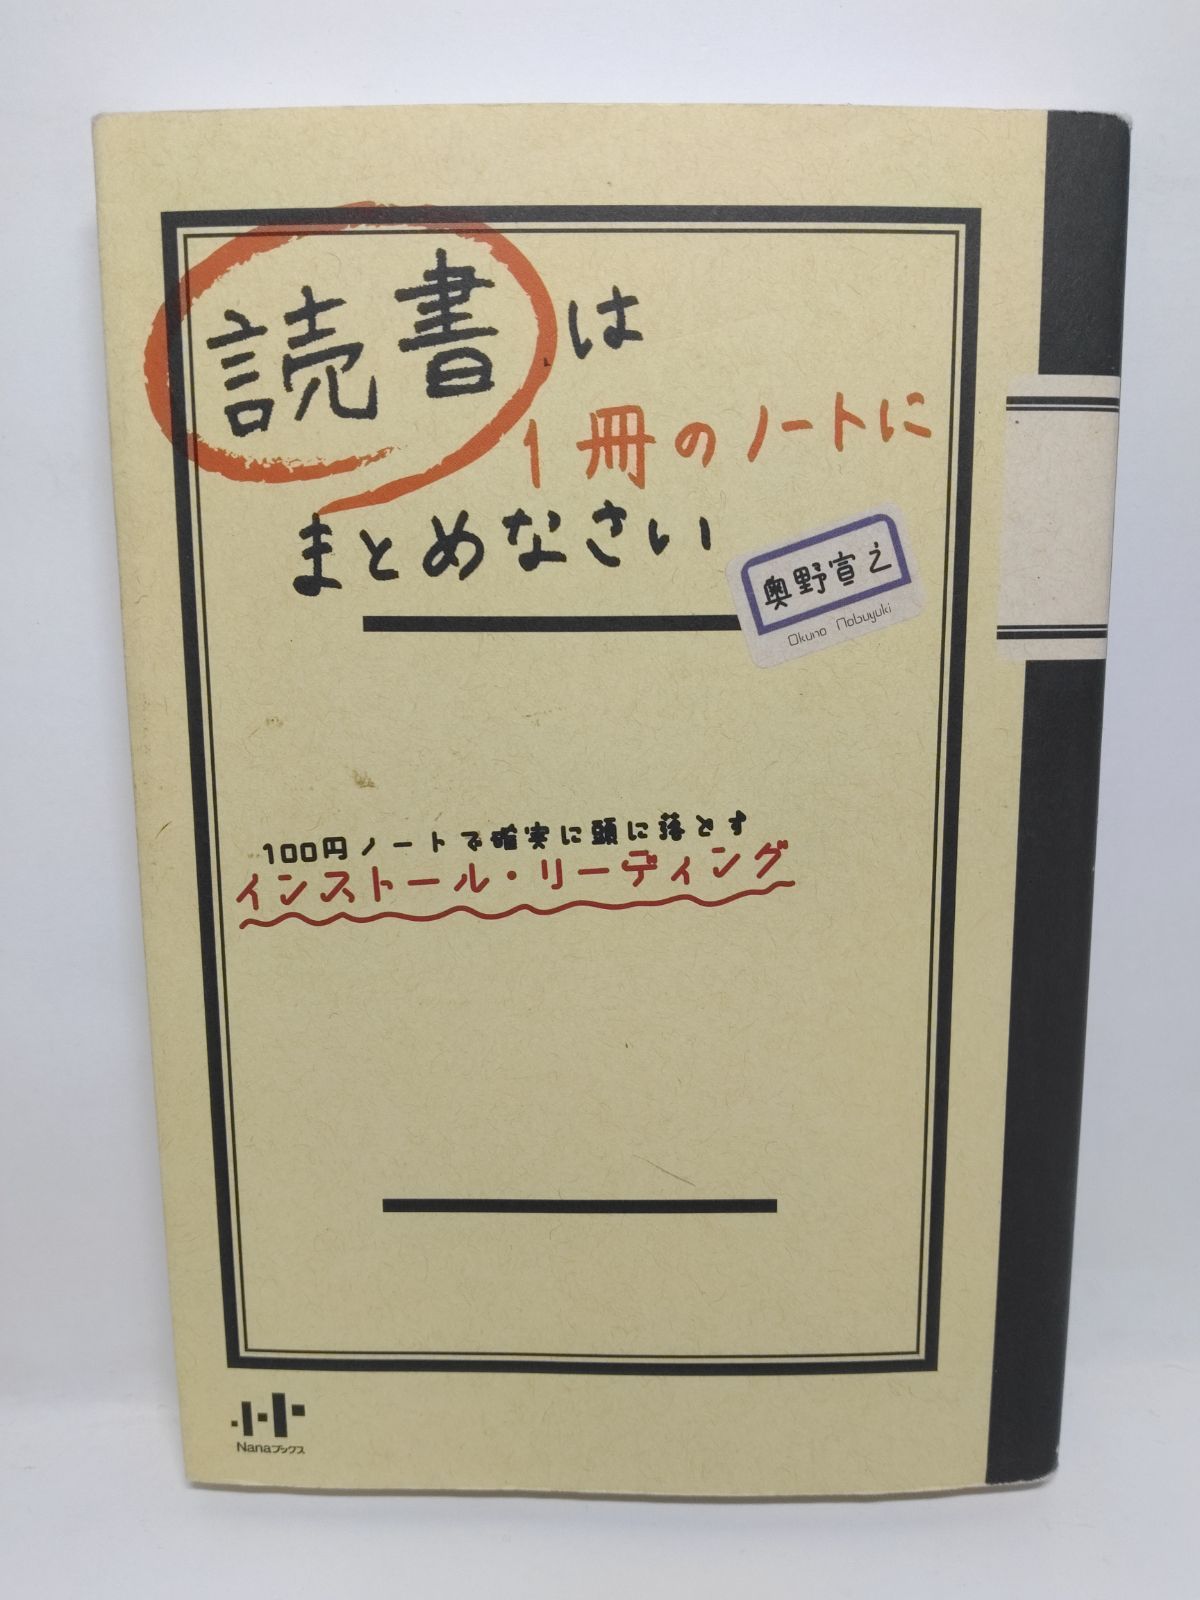 読書は
1冊のノートに
まとめなさい
奥野宣之
Okuno Nobuyuki
100円ノートで確実に頭に落とす
インストール・リーディング
Nanaブックス